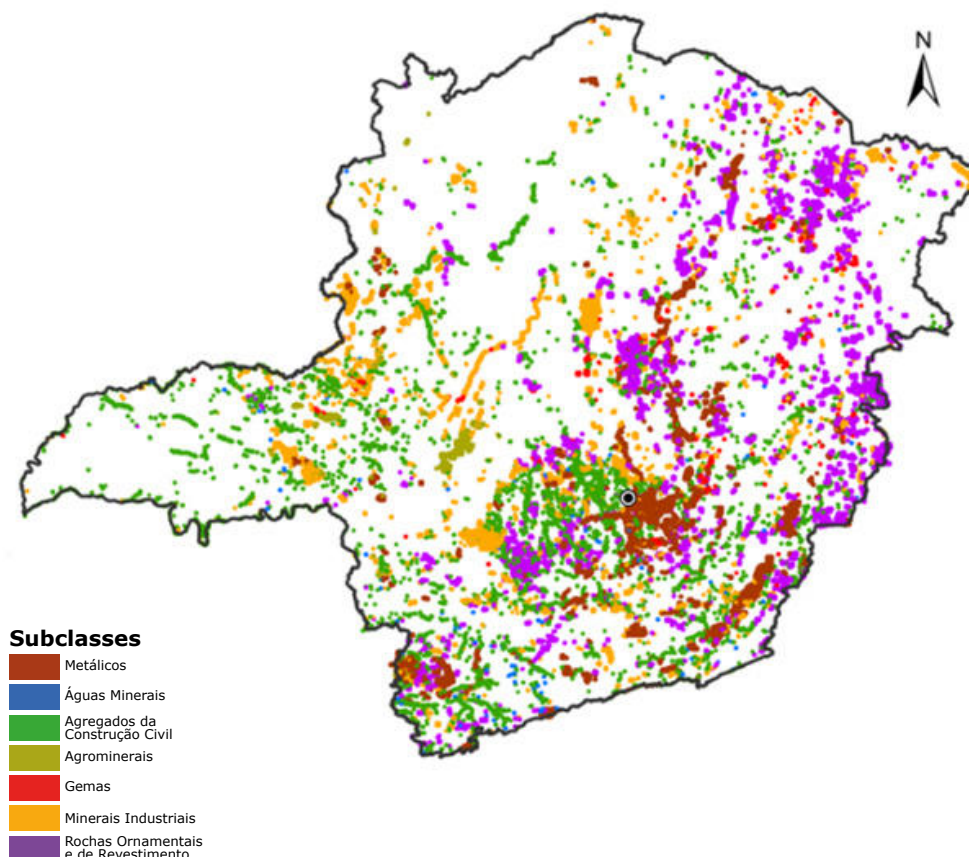 N
Subclasses
Metálicos
Águas Minerais
Agregados da
Construção Civil
Agrominerais
Gemas
Minerais Industriais
Rochas Ornamentais
e de Revestimento